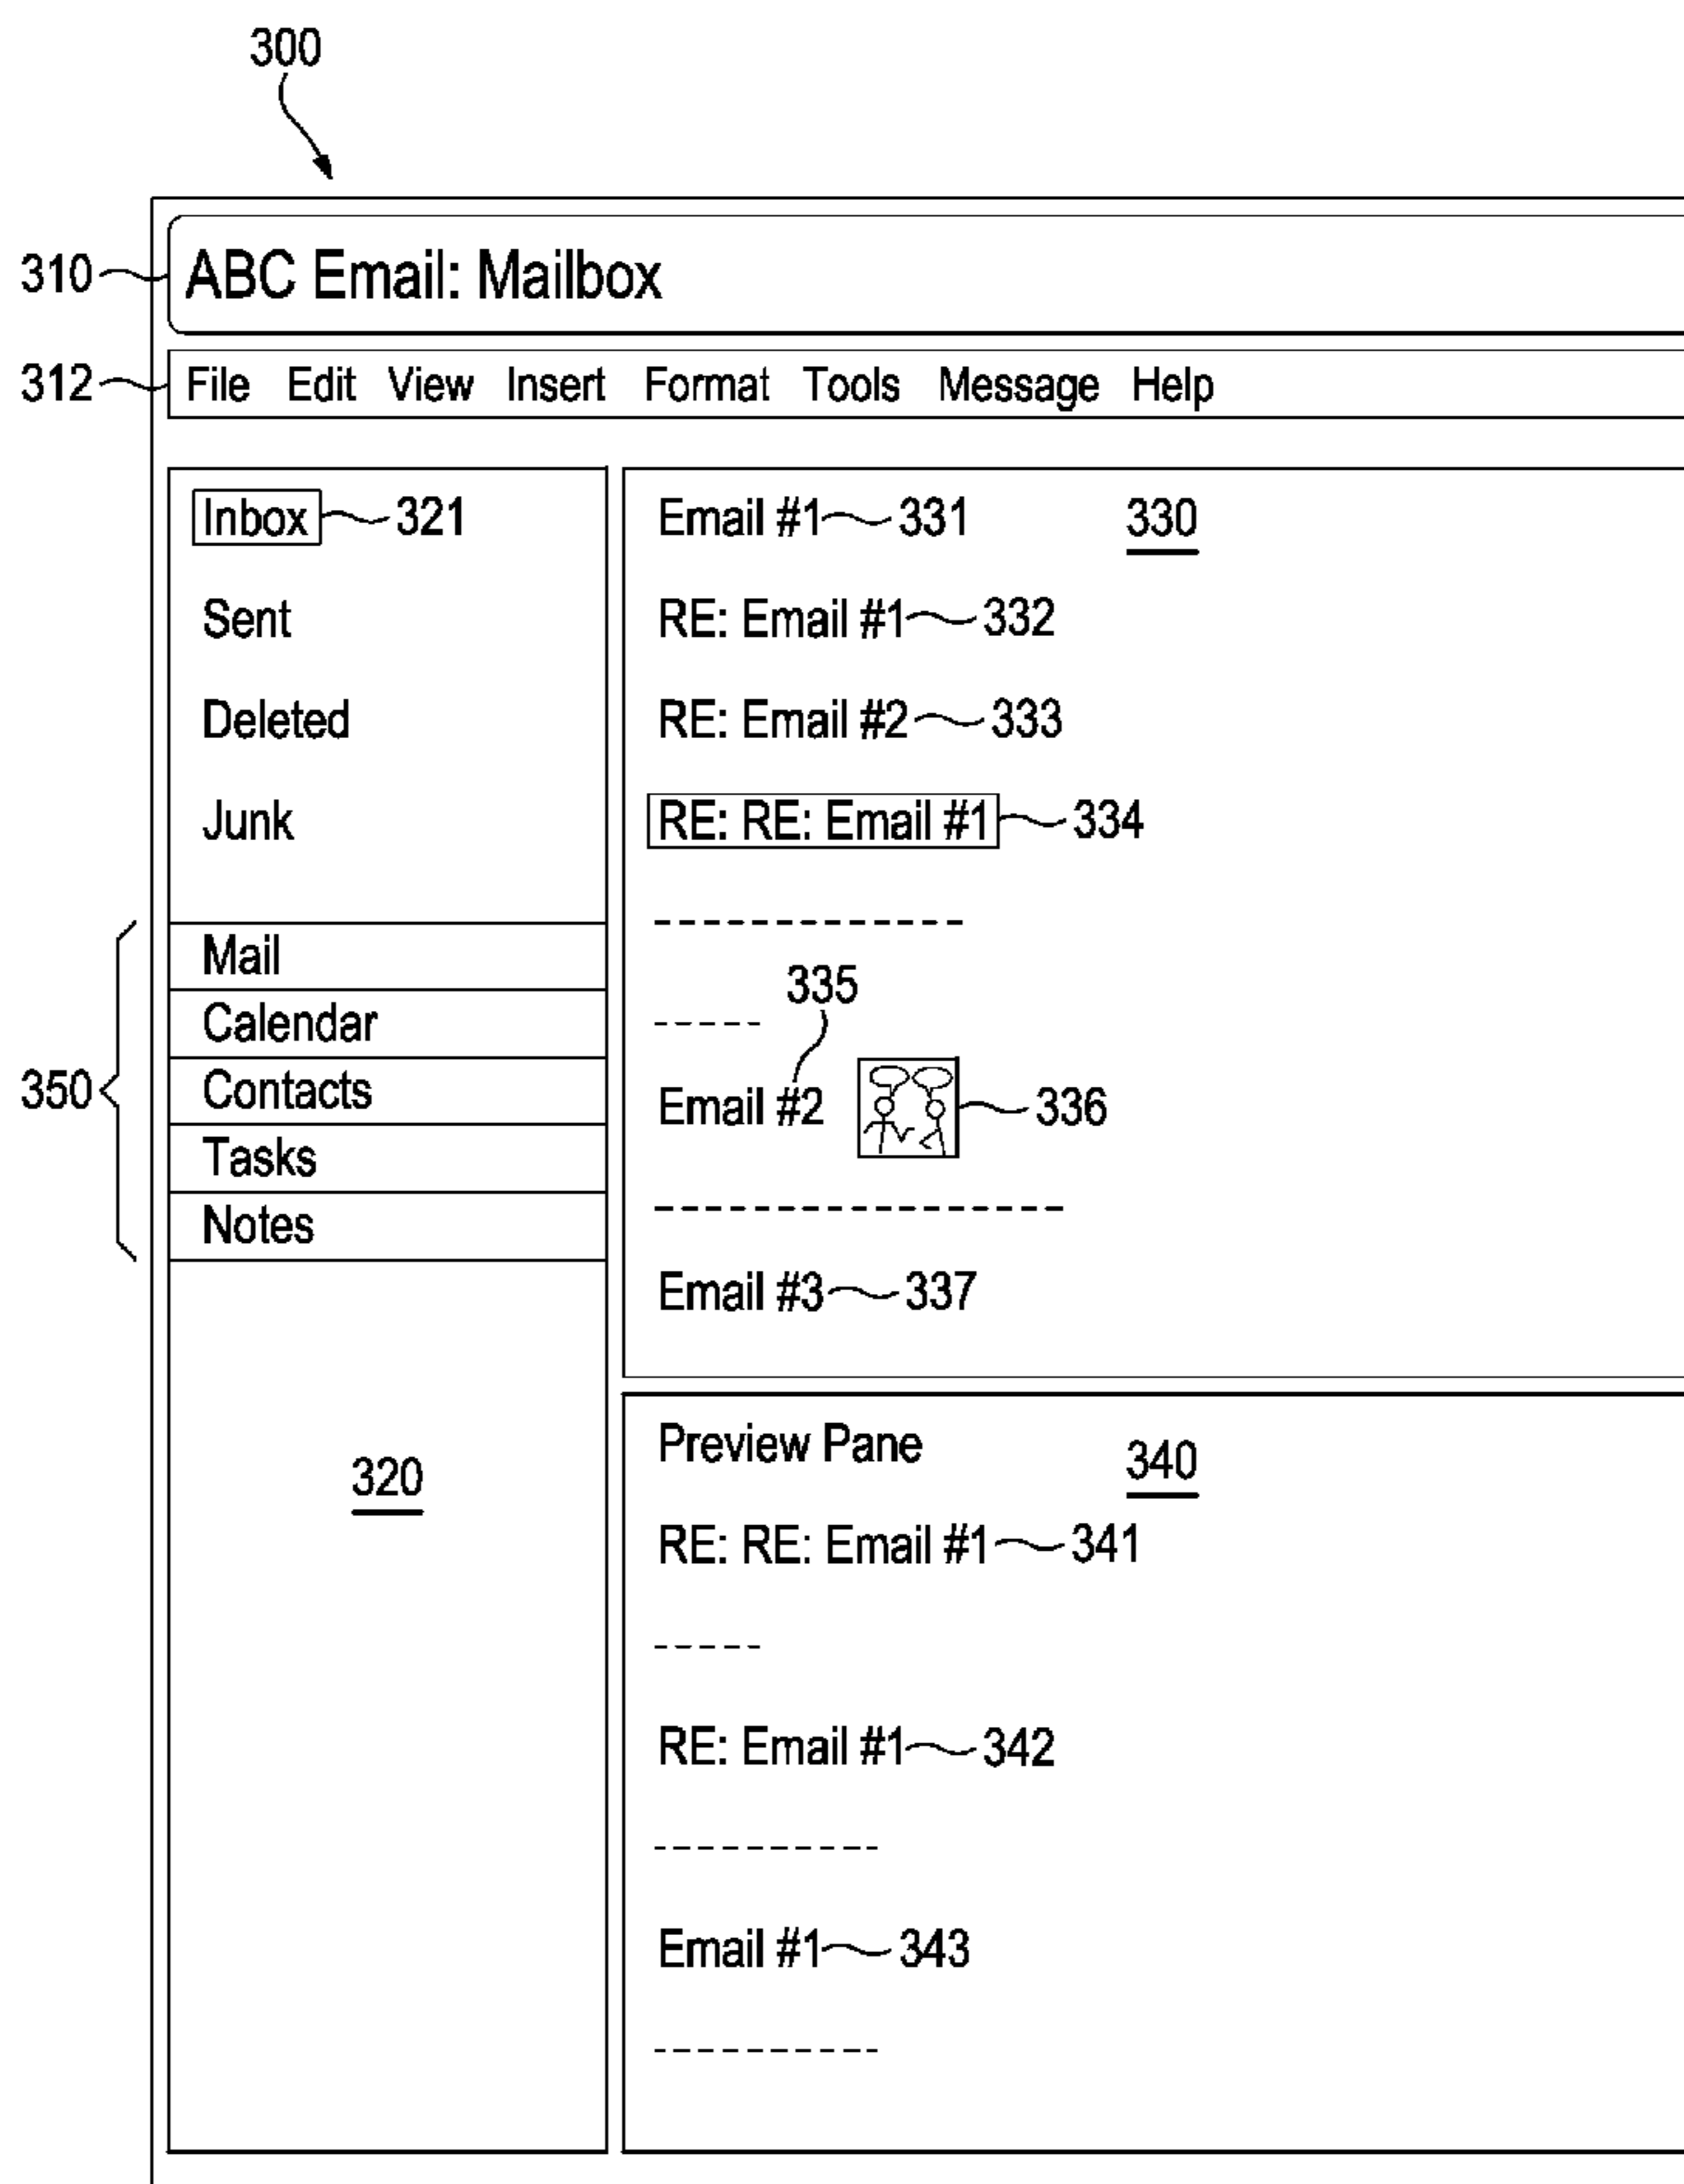 300
310 ABC Email: Mailbox
312 File Edit View Insert Format Tools Message Help
Inbox 321
Sent
Deleted
Junk
350
Mail
Calendar
Contacts
Tasks
Notes
320
Email #1 331 330
RE: Email #1 332
RE: Email #2 333
RE: RE: Email #1 334
335
Email #2 336
Email #3 337
Preview Pane 340
RE: RE: Email #1 341
RE: Email #1 342
Email #1 343